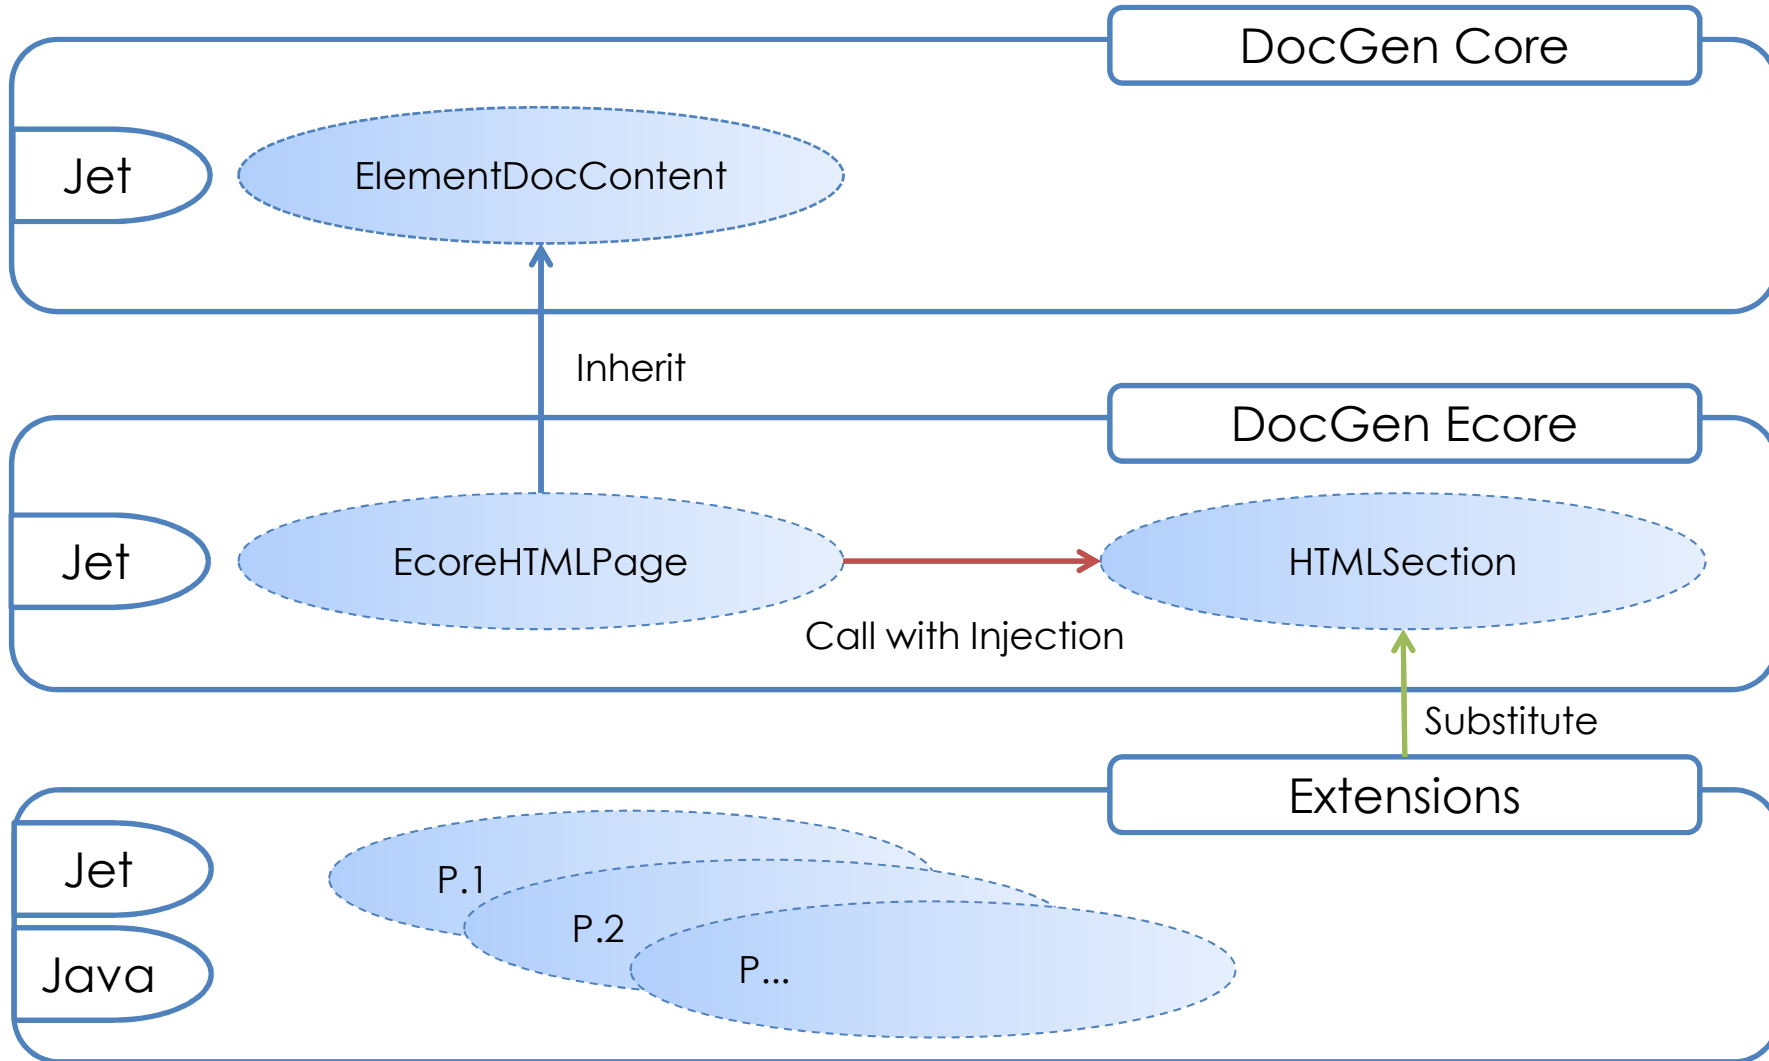 DocGen Core
Jet
ElementDocContent
Inherit
DocGen Ecore
Jet
EcoreHTMLPage
HTMLSection
Call with Injection
Substitute
Extensions
Jet
P.1
P.2
Java
P...